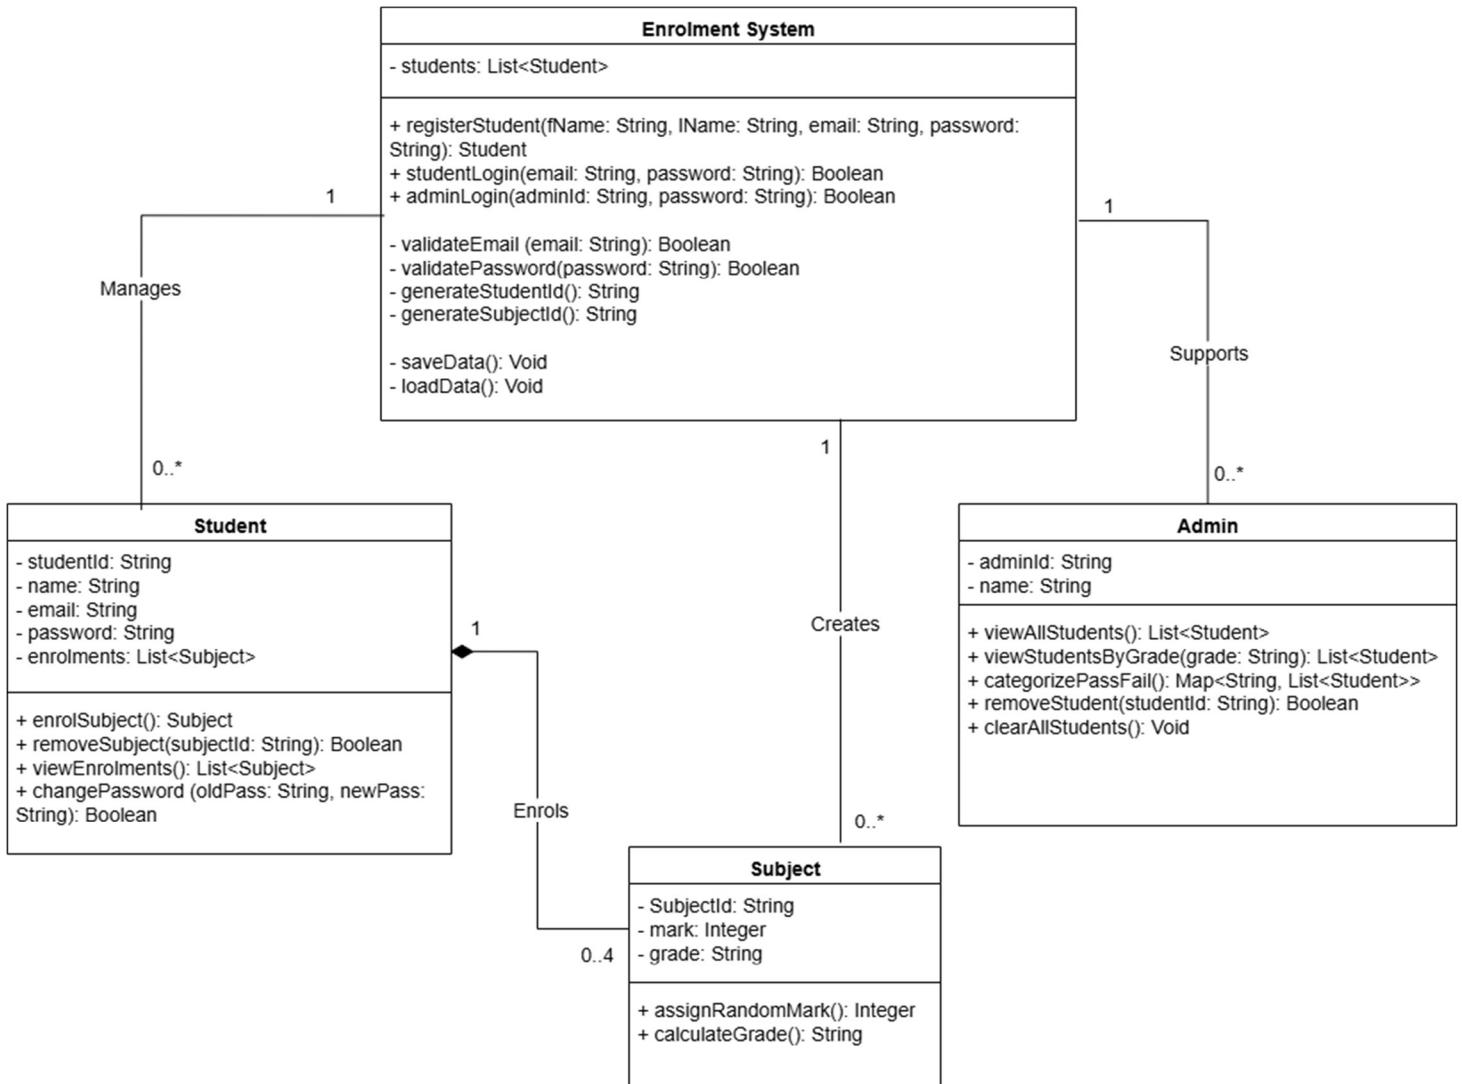 Enrolment System
- students: List<Student>
+ registerStudent(fName: String, lName: String, email: String, password:
String): Student
+ studentLogin(email: String, password: String): Boolean
+ adminLogin(adminId: String, password: String): Boolean
- validateEmail (email: String): Boolean
- validatePassword(password: String): Boolean
- generateStudentId(): String
- generateSubjectId(): String
- saveData(): Void
- loadData(): Void
1
Manages
0..*
1
Supports
0..*
1
Creates
0..*
Student
- studentId: String
- name: String
- email: String
- password: String
- enrolments: List<Subject>
+ enrolSubject(): Subject
+ removeSubject(subjectId: String): Boolean
+ viewEnrolments(): List<Subject>
+ changePassword (oldPass: String, newPass:
String): Boolean
1
Enrols
0..4
Admin
- adminId: String
- name: String
+ viewAllStudents(): List<Student>
+ viewStudentsByGrade(grade: String): List<Student>
+ categorizePassFail(): Map<String, List<Student>>
+ removeStudent(studentId: String): Boolean
+ clearAllStudents(): Void
Subject
- SubjectId: String
- mark: Integer
- grade: String
+ assignRandomMark(): Integer
+ calculateGrade(): String